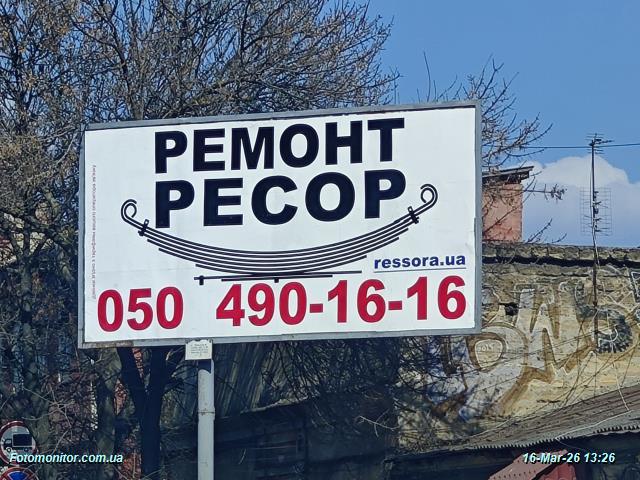 РЕМОНТ
РЕСОР
ressora.ua
050 490-16-16
Fotomonitor.com.ua
16-Mar-26 13:26